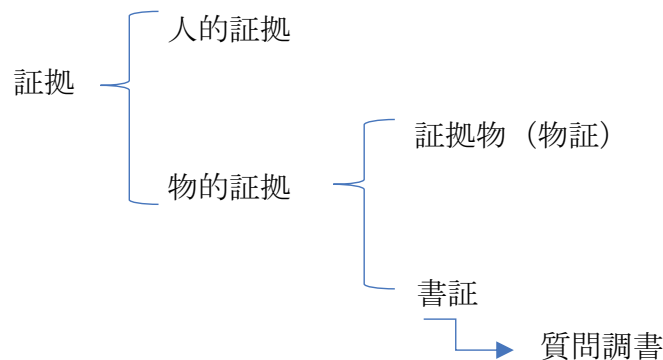 人的証拠
証拠
証拠物（物証）
物的証拠
書証
質問調書